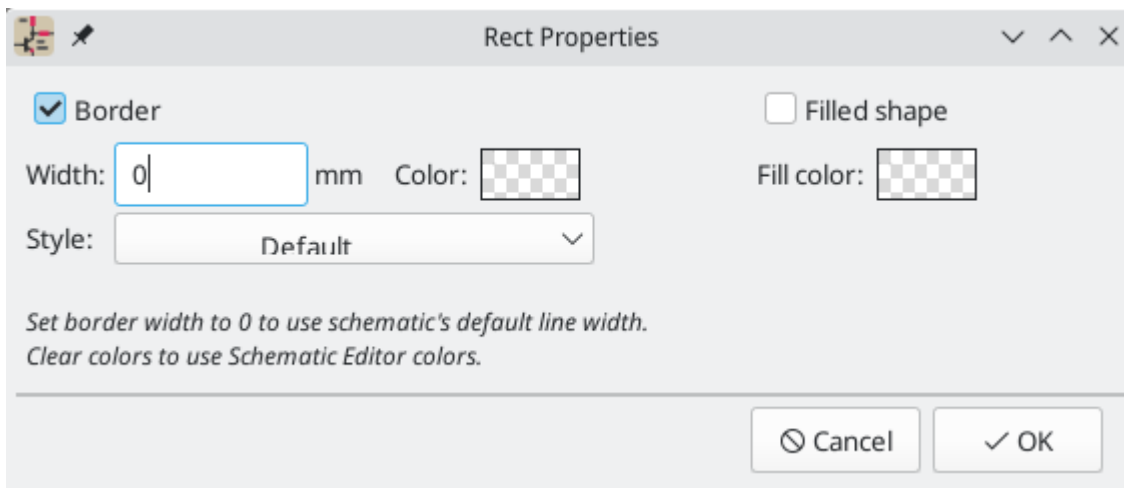 Rect Properties
Border
Filled shape
Width: 0 mm Color:
Fill color:
Style: Default
Set border width to 0 to use schematic's default line width.
Clear colors to use Schematic Editor colors.
Cancel
OK